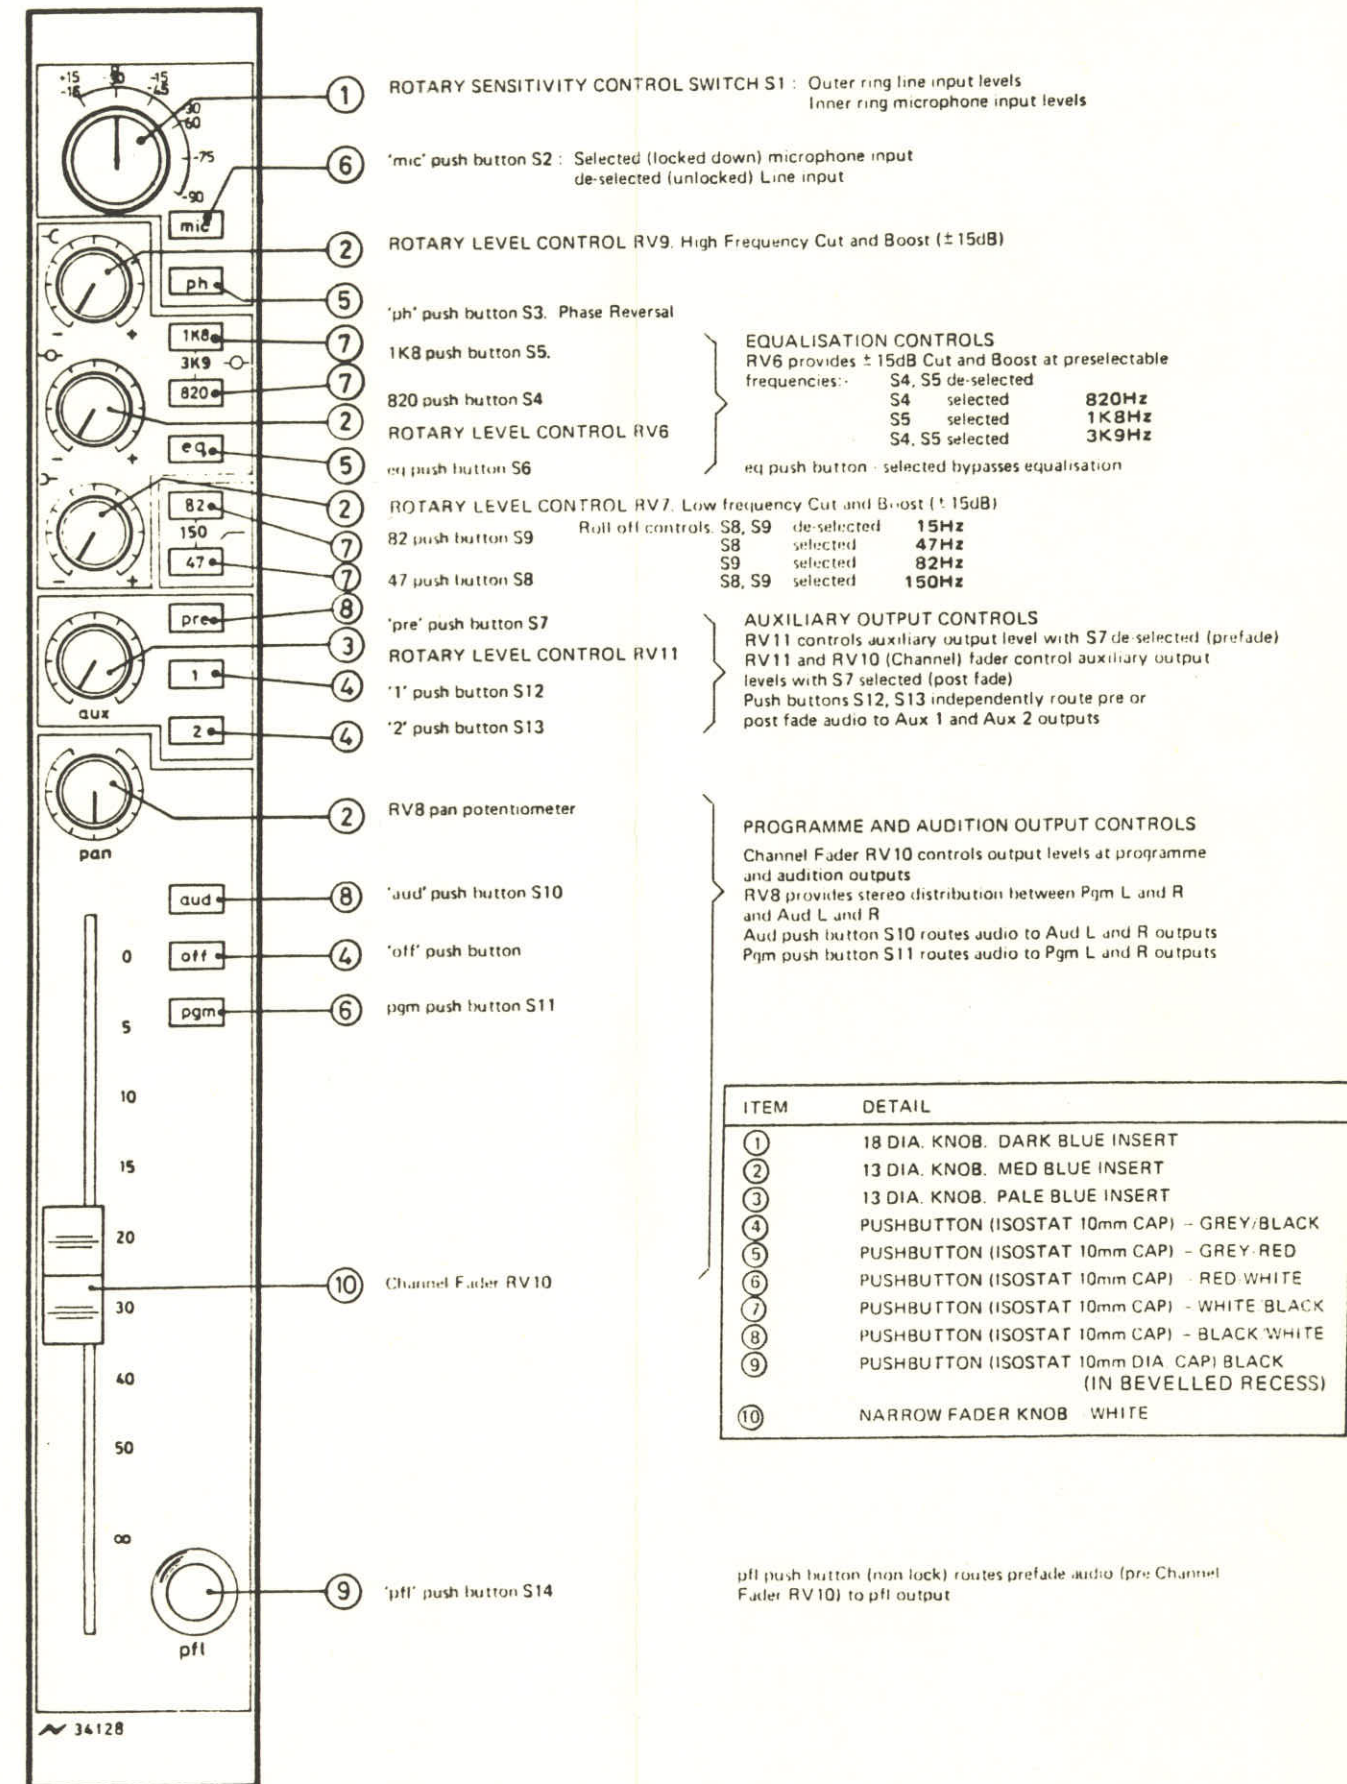 +15 -30 -15
-15 0 -45
-30
-60
-75
-90
1 ROTARY SENSITIVITY CONTROL SWITCH S1 : Outer ring line input levels
Inner ring microphone input levels
mic
6 'mic' push button S2 : Selected (locked down) microphone input
de-selected (unlocked) Line input
2 ROTARY LEVEL CONTROL RV9. High Frequency Cut and Boost (± 15dB)
- +
ph
5 'ph' push button S3. Phase Reversal
1K8
7 1K8 push button S5.
3K9
820
7 820 push button S4
- +
2 ROTARY LEVEL CONTROL RV6
eq
5 eq push button S6
EQUALISATION CONTROLS
RV6 provides ± 15dB Cut and Boost at preselectable
frequencies:- S4, S5 de-selected
S4 selected 820Hz
S5 selected 1K8Hz
S4, S5 selected 3K9Hz
eq push button - selected bypasses equalisation
2 ROTARY LEVEL CONTROL RV7. Low frequency Cut and Boost (± 15dB)
82
150
47
- +
7 82 push button S9
7 47 push button S8
Roll off controls. S8, S9 de-selected 15Hz
S8 selected 47Hz
S9 selected 82Hz
S8, S9 selected 150Hz
pre
8 'pre' push button S7
aux
3 ROTARY LEVEL CONTROL RV11
1
4 '1' push button S12
2
4 '2' push button S13
AUXILIARY OUTPUT CONTROLS
RV11 controls auxiliary output level with S7 de-selected (prefade)
RV11 and RV10 (Channel) fader control auxiliary output
levels with S7 selected (post fade)
Push buttons S12, S13 independently route pre or
post fade audio to Aux 1 and Aux 2 outputs
pan
2 RV8 pan potentiometer
aud
8 'aud' push button S10
off
4 'off' push button
pgm
6 pgm push button S11
PROGRAMME AND AUDITION OUTPUT CONTROLS
Channel Fader RV10 controls output levels at programme
and audition outputs
RV8 provides stereo distribution between Pgm L and R
and Aud L and R
Aud push button S10 routes audio to Aud L and R outputs
Pgm push button S11 routes audio to Pgm L and R outputs
0
5
10
15
20
30
40
50
∞
10 Channel Fader RV10
ITEM DETAIL
1 18 DIA. KNOB. DARK BLUE INSERT
2 13 DIA. KNOB. MED BLUE INSERT
3 13 DIA. KNOB. PALE BLUE INSERT
4 PUSHBUTTON (ISOSTAT 10mm CAP) - GREY/BLACK
5 PUSHBUTTON (ISOSTAT 10mm CAP) - GREY/RED
6 PUSHBUTTON (ISOSTAT 10mm CAP) - RED/WHITE
7 PUSHBUTTON (ISOSTAT 10mm CAP) - WHITE/BLACK
8 PUSHBUTTON (ISOSTAT 10mm CAP) - BLACK/WHITE
9 PUSHBUTTON (ISOSTAT 10mm DIA. CAP) BLACK
(IN BEVELLED RECESS)
10 NARROW FADER KNOB WHITE
9 'pfl' push button S14
pfl push button (non lock) routes prefade audio (pre Channel
Fader RV10) to pfl output
pfl
34128